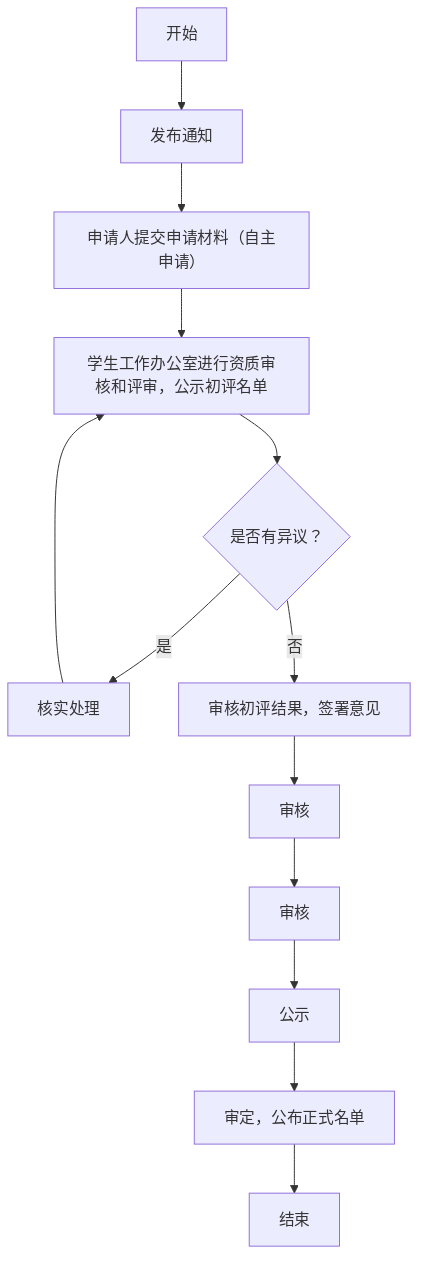 开始
发布通知
申请人提交申请材料（自主
申请）
学生工作办公室进行资质审
核和评审，公示初评名单
是否有异议？
是
否
核实处理
审核初评结果，签署意见
审核
审核
公示
审定，公布正式名单
结束